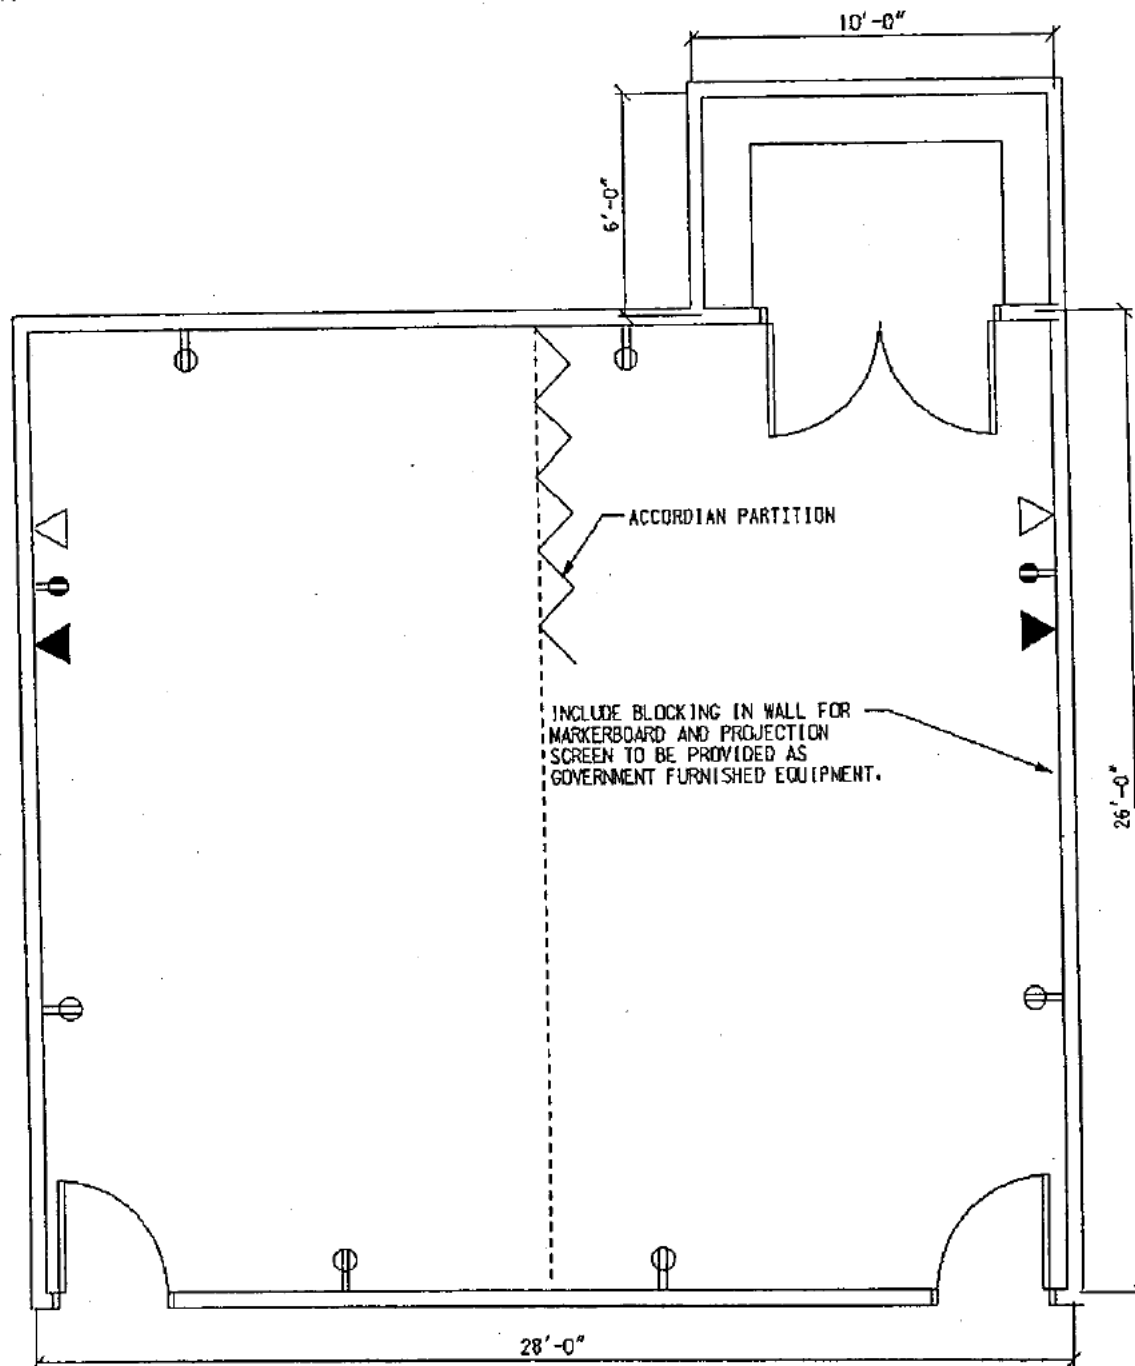 10'-0"
6'-0"
ACCORDIAN PARTITION
INCLUDE BLOCKING IN WALL FOR
MARKERBOARD AND PROJECTION
SCREEN TO BE PROVIDED AS
GOVERNMENT FURNISHED EQUIPMENT.
26'-0"
28'-0"